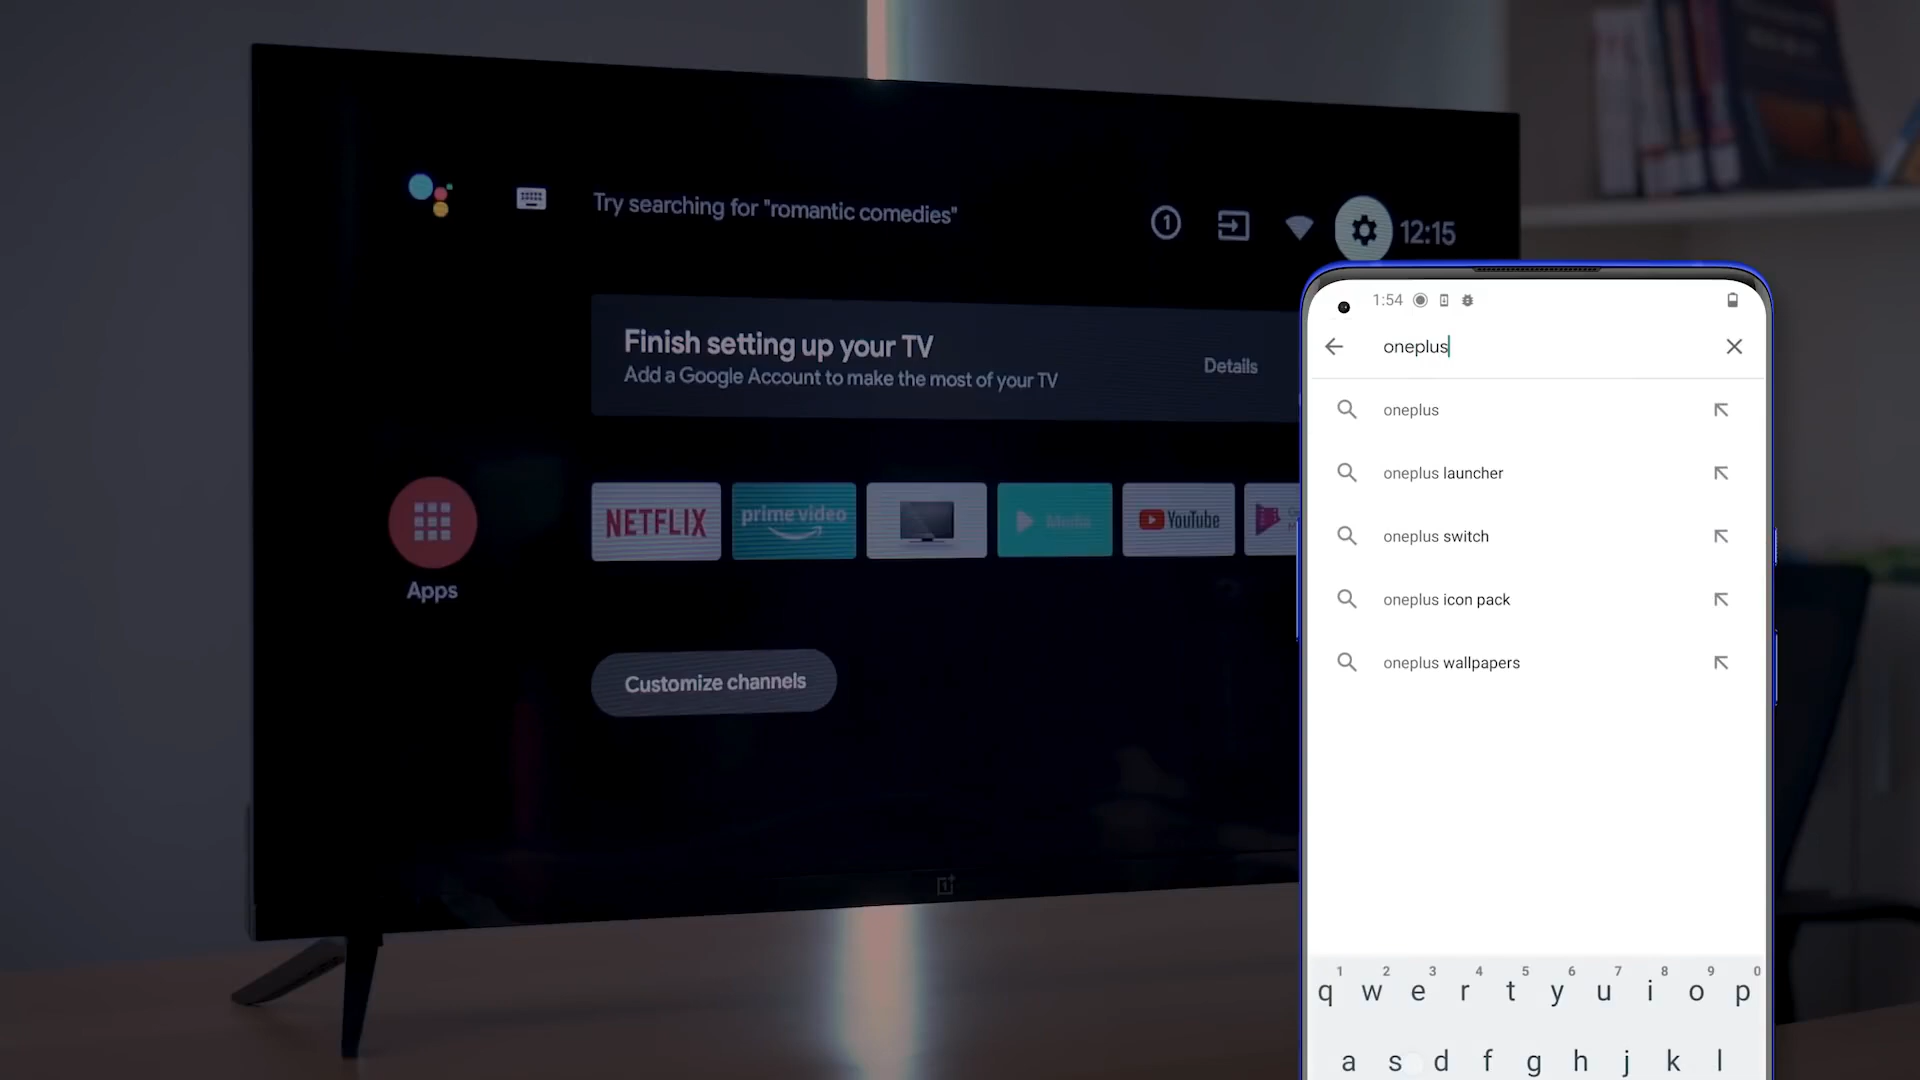 Try searching for "romantic comedies"
1
12:15
Finish setting up your TV
Add a Google Account to make the most of your TV
Details
NETFLIX
prime video
YouTube
Apps
Customize channels
1:54
oneplus
oneplus
oneplus launcher
oneplus switch
oneplus icon pack
oneplus wallpapers
1 2 3 4 5 6 7 8 9 0
q w e r t y u i o p
a s d f g h j k l